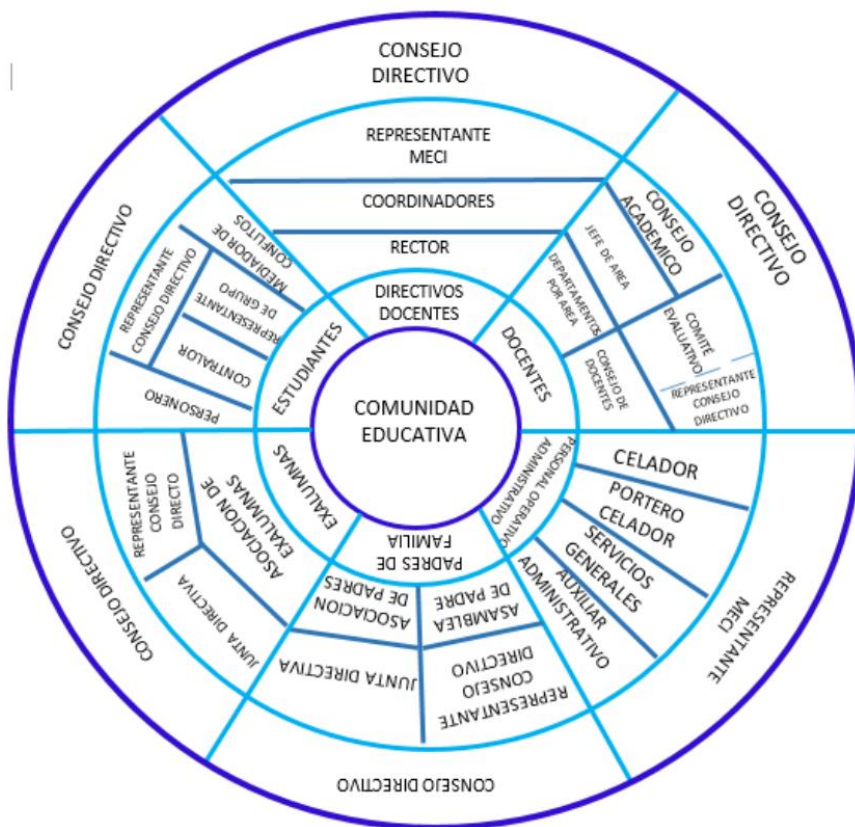 CONSEJO
DIRECTIVO
REPRESENTANTE
MECI
COORDINADORES
RECTOR
DIRECTIVOS
DOCENTES
CONSEJO
DIRECTIVO
CONSEJO
ACADEMICO
JEFE DE AREA
DEPARTAMENTOS
POR AREA
COMITÉ
EVALUATIVO
CONSEJO DE
DOCENTES
REPRESENTANTE
CONSEJO
DIRECTIVO
DOCENTES
COMUNIDAD
EDUCATIVA
REPRESENTANTE
MECI
CELADOR
PORTERO
CELADOR
SERVICIOS
GENERALES
AUXILIAR
ADMINISTRATIVO
PERSONAL OPERATIVO
ADMINISTRATIVO
PADRES DE
FAMILIA
ASAMBLEA
DE PADRE
ASOCIACION
DE PADRES
REPRESENTANTE
CONSEJO
DIRECTIVO
JUNTA DIRECTIVA
CONSEJO DIRECTIVO
EXALUMNAS
ASOCIACION DE
EXALUMNAS
REPRESENTANTE
CONSEJO
DIRECTO
JUNTA DIRECTIVA
CONSEJO DIRECTIVO
ESTUDIANTES
MEDIADOR DE
CONFLITOS
REPRESENTANTE
DE GRUPO
REPRESENTANTE
CONSEJO DIRECTIVO
CONTRALOR
PERSONERO
CONSEJO DIRECTIVO